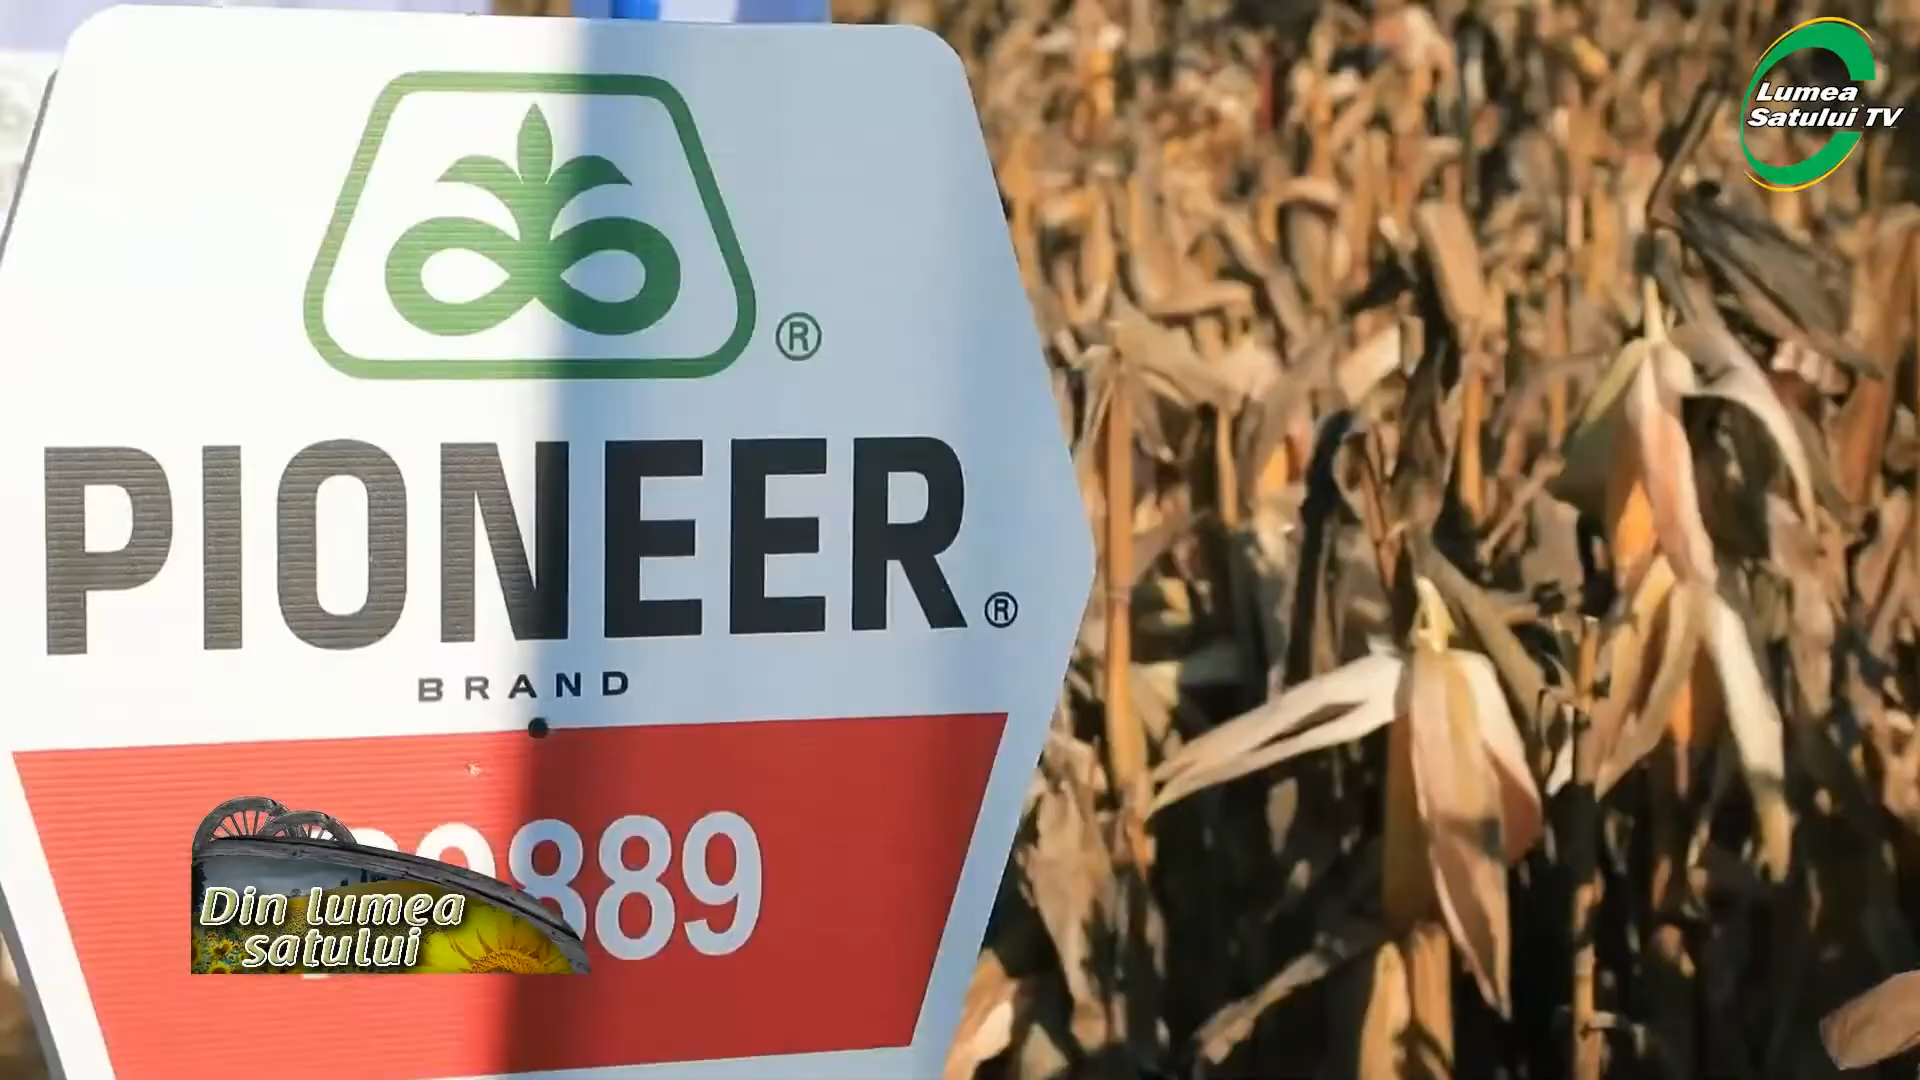 Lumea
Satului TV
®
PIONEER®
BRAND
889
Din lumea
satului